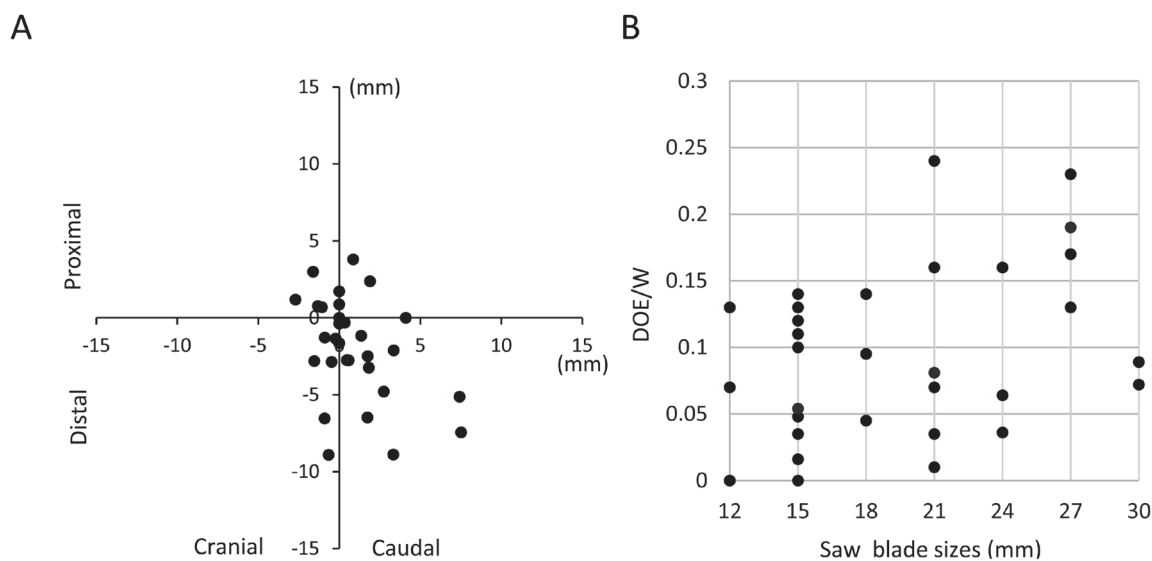 A
B
15 (mm)
10
5
0
-15 -10 -5 0 5 10 15
(mm)
-5
-10
-15
Proximal
Distal
Cranial Caudal
0.3
0.25
0.2
0.15
0.1
0.05
0
DOE/W
12 15 18 21 24 27 30
Saw blade sizes (mm)